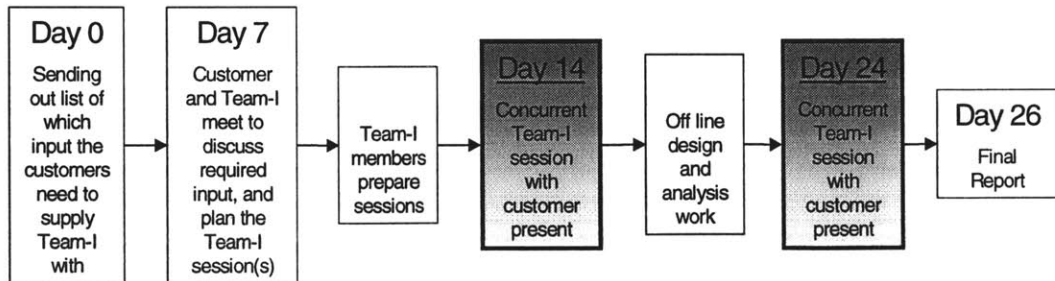 Day 0
Sending
out list of
which
input the
customers
need to
supply
Team-I
with
Day 7
Customer
and Team-I
meet to
discuss
required
input, and
plan the
Team-I
session(s)
Team-I
members
prepare
sessions
Day 14
Concurrent
Team-I
session
with
customer
present
Off line
design
and
analysis
work
Day 24
Concurrent
Team-I
session
with
customer
present
Day 26
Final
Report